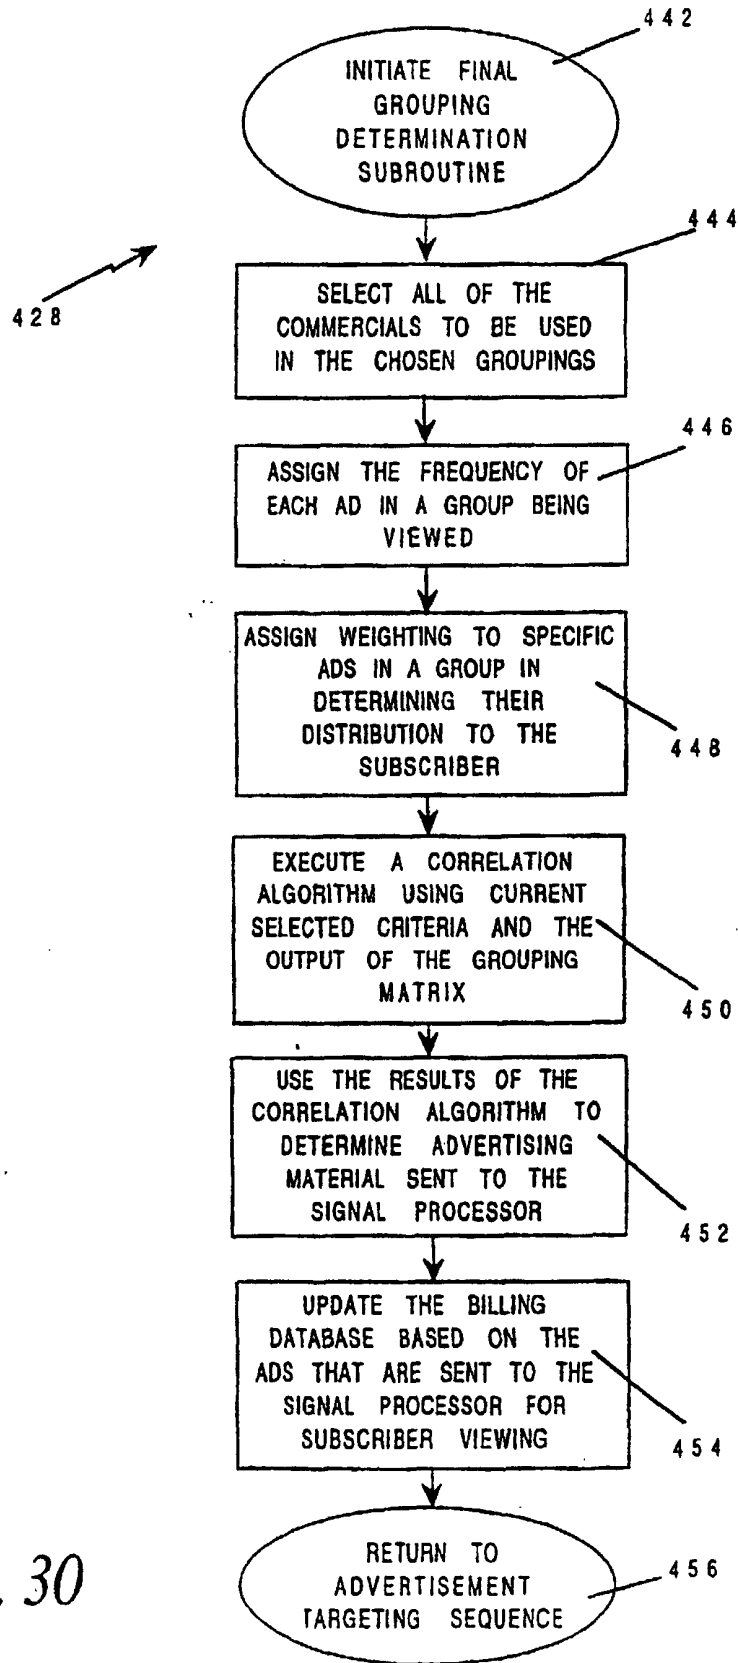 442
INITIATE FINAL
GROUPING
DETERMINATION
SUBROUTINE
428
444
SELECT ALL OF THE
COMMERCIALS TO BE USED
IN THE CHOSEN GROUPINGS
446
ASSIGN THE FREQUENCY OF
EACH AD IN A GROUP BEING
VIEWED
ASSIGN WEIGHTING TO SPECIFIC
ADS IN A GROUP IN
DETERMINING THEIR
DISTRIBUTION TO THE
SUBSCRIBER
448
EXECUTE A CORRELATION
ALGORITHM USING CURRENT
SELECTED CRITERIA AND THE
OUTPUT OF THE GROUPING
MATRIX
450
USE THE RESULTS OF THE
CORRELATION ALGORITHM TO
DETERMINE ADVERTISING
MATERIAL SENT TO THE
SIGNAL PROCESSOR
452
UPDATE THE BILLING
DATABASE BASED ON THE
ADS THAT ARE SENT TO THE
SIGNAL PROCESSOR FOR
SUBSCRIBER VIEWING
454
RETURN TO
ADVERTISEMENT
TARGETING SEQUENCE
456
. 30